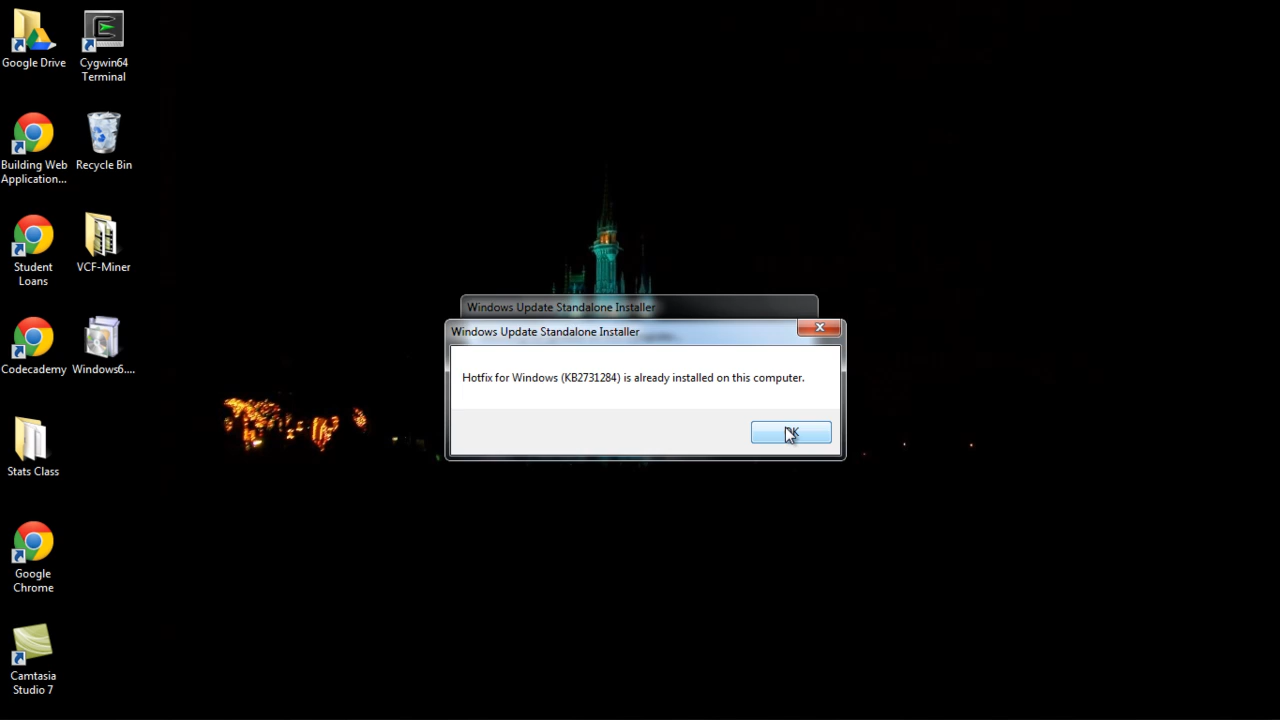 Google Drive
Cygwin64
Terminal
Building Web
Application...
Recycle Bin
Student
Loans
VCF-Miner
Codecademy
Windows6....
Stats Class
Google
Chrome
Camtasia
Studio 7
Windows Update Standalone Installer
Windows Update Standalone Installer
Hotfix for Windows (KB2731284) is already installed on this computer.
OK